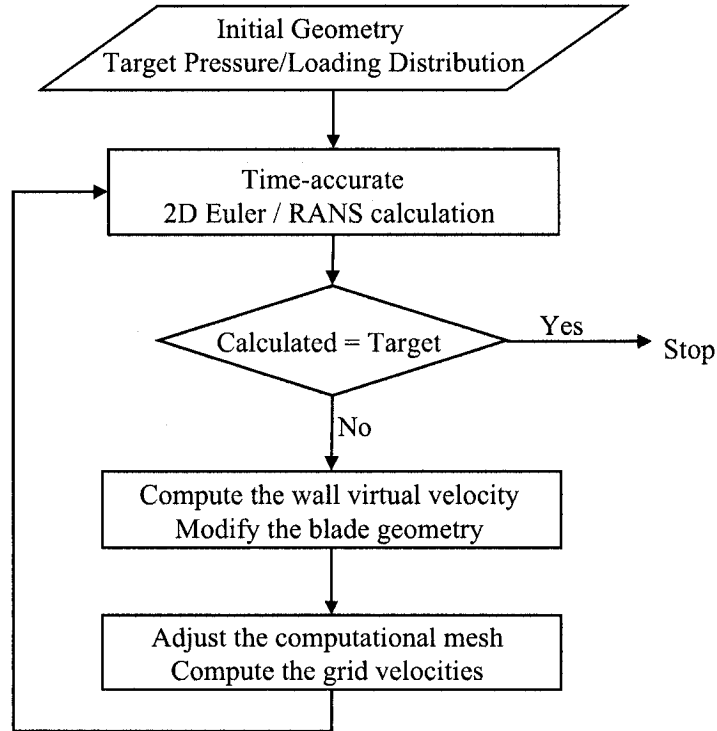 Initial Geometry
Target Pressure/Loading Distribution
Time-accurate
2D Euler / RANS calculation
Calculated = Target
Yes
Stop
No
Compute the wall virtual velocity
Modify the blade geometry
Adjust the computational mesh
Compute the grid velocities